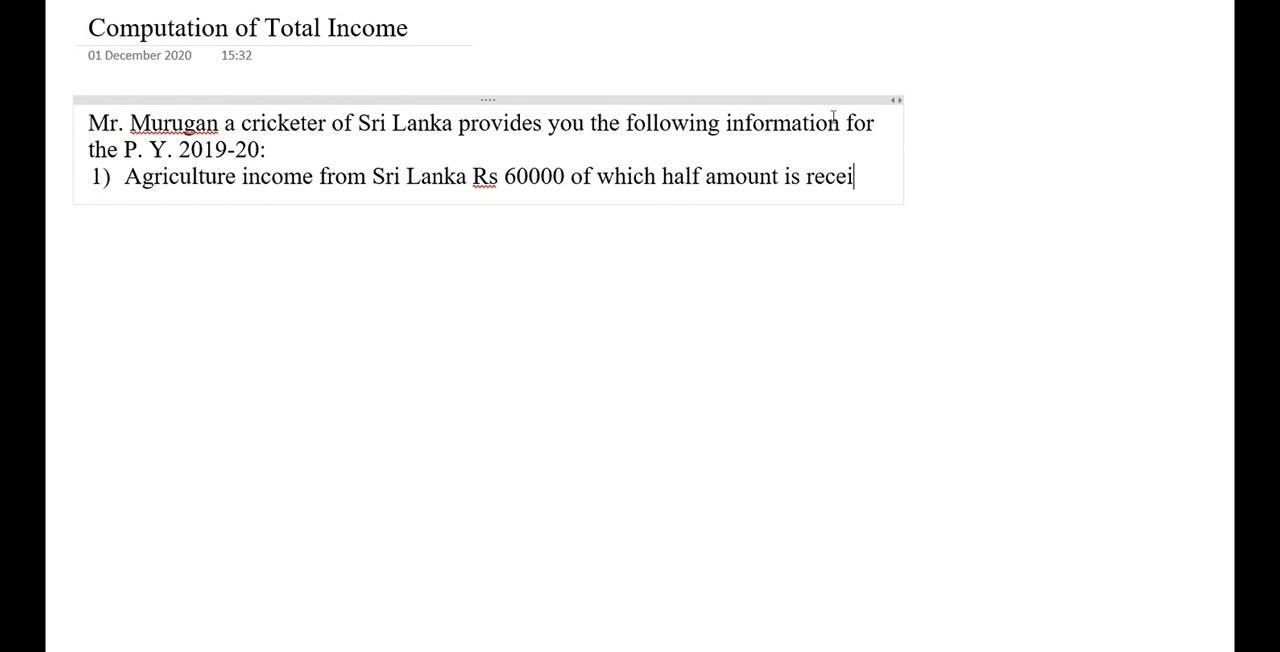 Computation of Total Income
01 December 2020 15:32
Mr. Murugan a cricketer of Sri Lanka provides you the following information for
the P. Y. 2019-20:
1) Agriculture income from Sri Lanka Rs 60000 of which half amount is recei